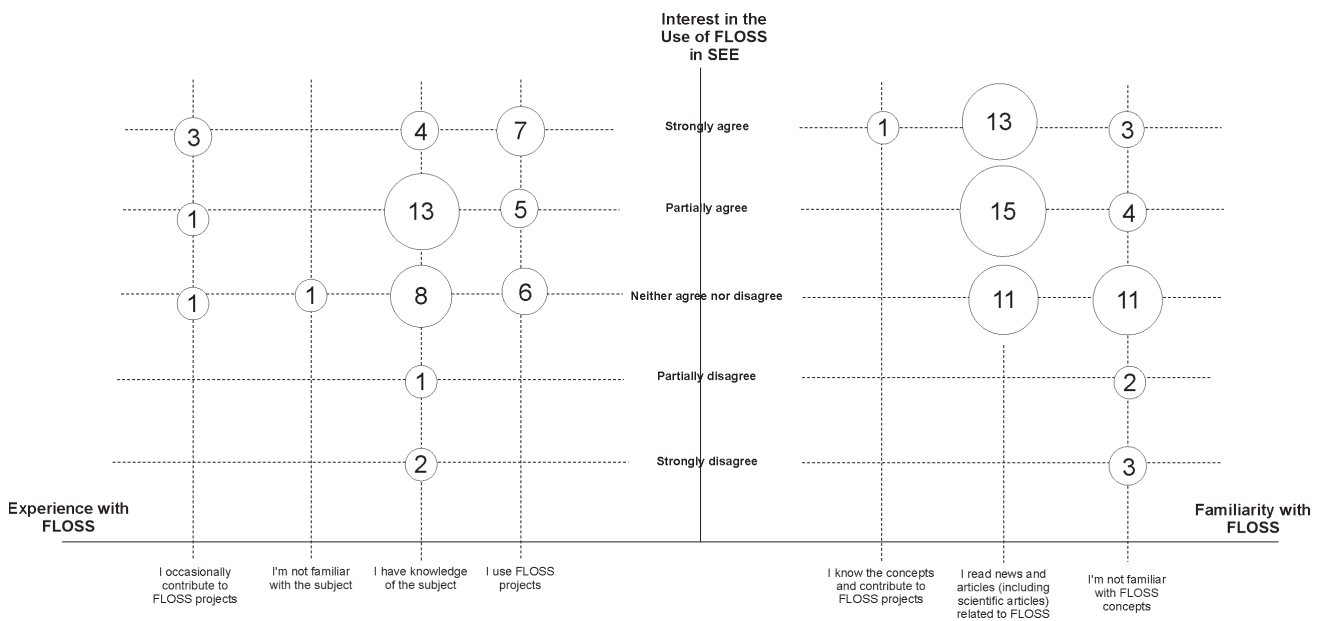 Interest in the
Use of FLOSS
in SEE
3
4
7
Strongly agree
1
13
3
1
13
5
Partially agree
15
4
1
1
8
6
Neither agree nor disagree
11
11
1
Partially disagree
2
2
Strongly disagree
3
Experience with
FLOSS
Familiarity with
FLOSS
I occasionally
contribute to
FLOSS projects
I'm not familiar
with the subject
I have knowledge
of the subject
I use FLOSS
projects
I know the concepts
and contribute to
FLOSS projects
I read news and
articles (including
scientific articles)
related to FLOSS
I'm not familiar
with FLOSS
concepts